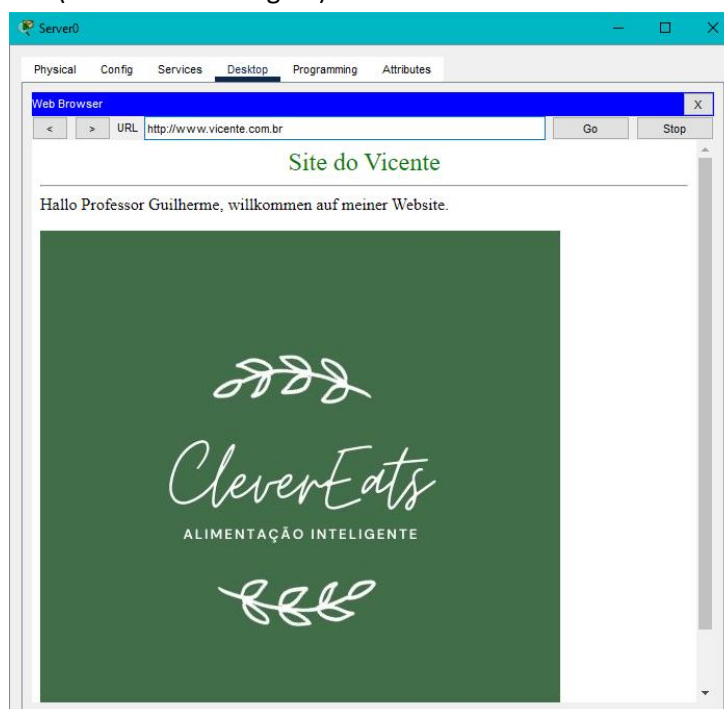 Server0
Physical Config Services Desktop Programming Attributes
Web Browser X
< > URL http://www.vicente.com.br Go Stop
Site do Vicente
Hallo Professor Guilherme, willkommen auf meiner Website.
CleverEats
ALIMENTAÇÃO INTELIGENTE